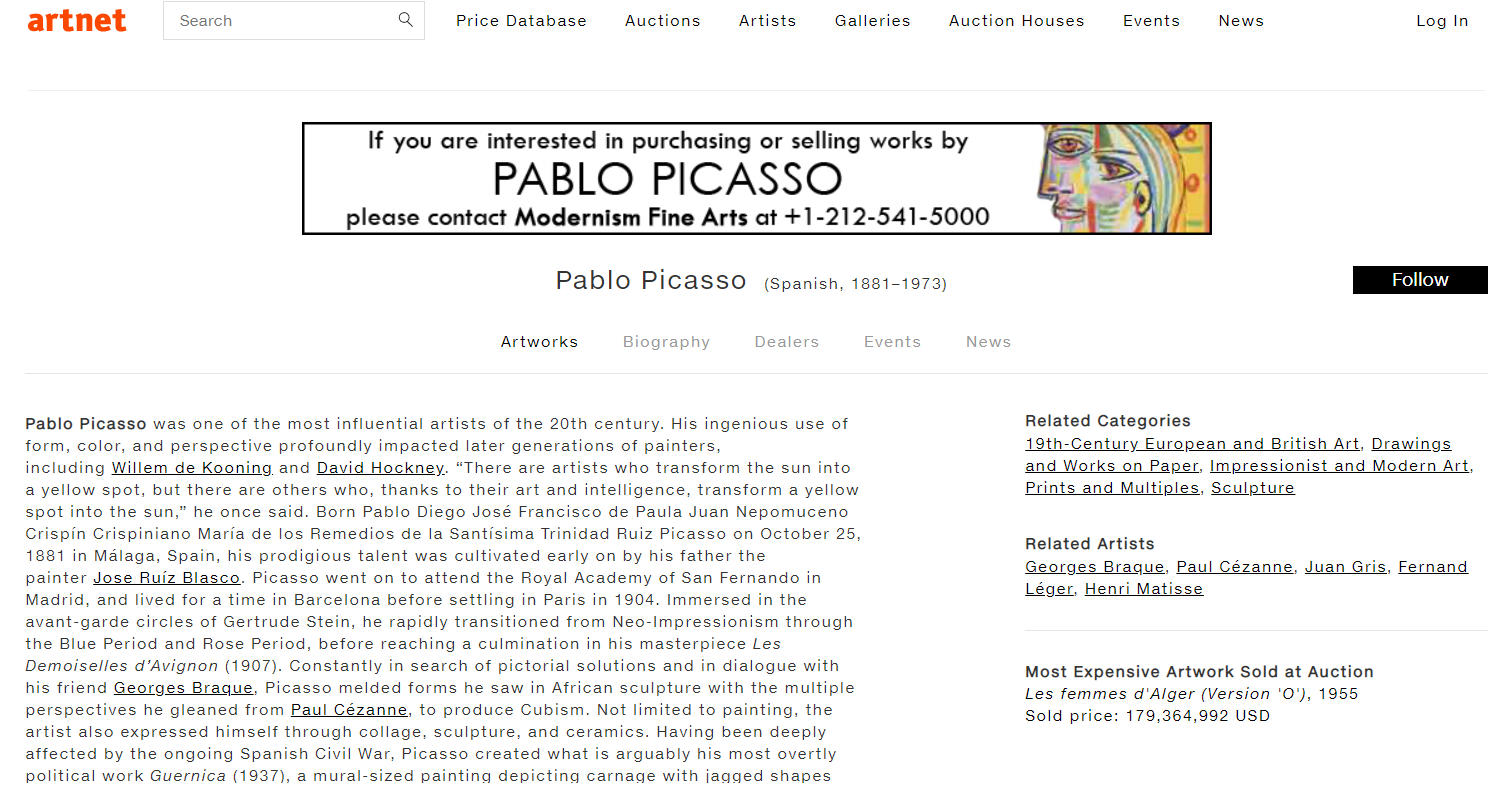 artnet
Search
Price Database
Auctions
Artists
Galleries
Auction Houses
Events
News
Log In
If you are interested in purchasing or selling works by
PABLO PICASSO
please contact Modernism Fine Arts at +1-212-541-5000
Pablo Picasso (Spanish, 1881–1973)
Follow
Artworks
Biography
Dealers
Events
News
Pablo Picasso was one of the most influential artists of the 20th century. His ingenious use of
form, color, and perspective profoundly impacted later generations of painters,
including Willem de Kooning and David Hockney. “There are artists who transform the sun into
a yellow spot, but there are others who, thanks to their art and intelligence, transform a yellow
spot into the sun,” he once said. Born Pablo Diego José Francisco de Paula Juan Nepomuceno
Crispín Crispiniano María de los Remedios de la Santísima Trinidad Ruiz Picasso on October 25,
1881 in Málaga, Spain, his prodigious talent was cultivated early on by his father the
painter Jose Ruíz Blasco. Picasso went on to attend the Royal Academy of San Fernando in
Madrid, and lived for a time in Barcelona before settling in Paris in 1904. Immersed in the
avant-garde circles of Gertrude Stein, he rapidly transitioned from Neo-Impressionism through
the Blue Period and Rose Period, before reaching a culmination in his masterpiece Les
Demoiselles d’Avignon (1907). Constantly in search of pictorial solutions and in dialogue with
his friend Georges Braque, Picasso melded forms he saw in African sculpture with the multiple
perspectives he gleaned from Paul Cézanne, to produce Cubism. Not limited to painting, the
artist also expressed himself through collage, sculpture, and ceramics. Having been deeply
affected by the ongoing Spanish Civil War, Picasso created what is arguably his most overtly
political work Guernica (1937), a mural-sized painting depicting carnage with jagged shapes
Related Categories
19th-Century European and British Art, Drawings
and Works on Paper, Impressionist and Modern Art,
Prints and Multiples, Sculpture
Related Artists
Georges Braque, Paul Cézanne, Juan Gris, Fernand
Léger, Henri Matisse
Most Expensive Artwork Sold at Auction
Les femmes d'Alger (Version 'O'), 1955
Sold price: 179,364,992 USD